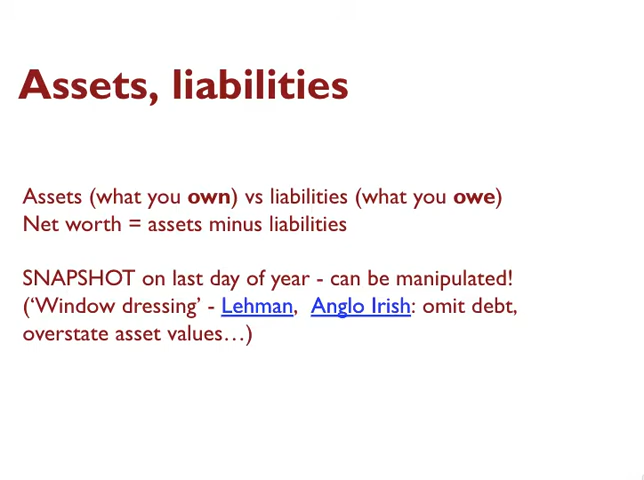 Assets, liabilities
Assets (what you own) vs liabilities (what you owe)
Net worth = assets minus liabilities
SNAPSHOT on last day of year - can be manipulated!
(‘Window dressing’ - Lehman, Anglo Irish: omit debt,
overstate asset values…)